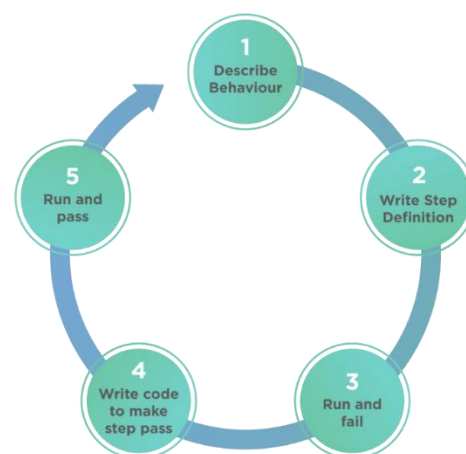 1
Describe
Behaviour
2
Write Step
Definition
3
Run and
fail
4
Write code
to make
step pass
5
Run and
pass